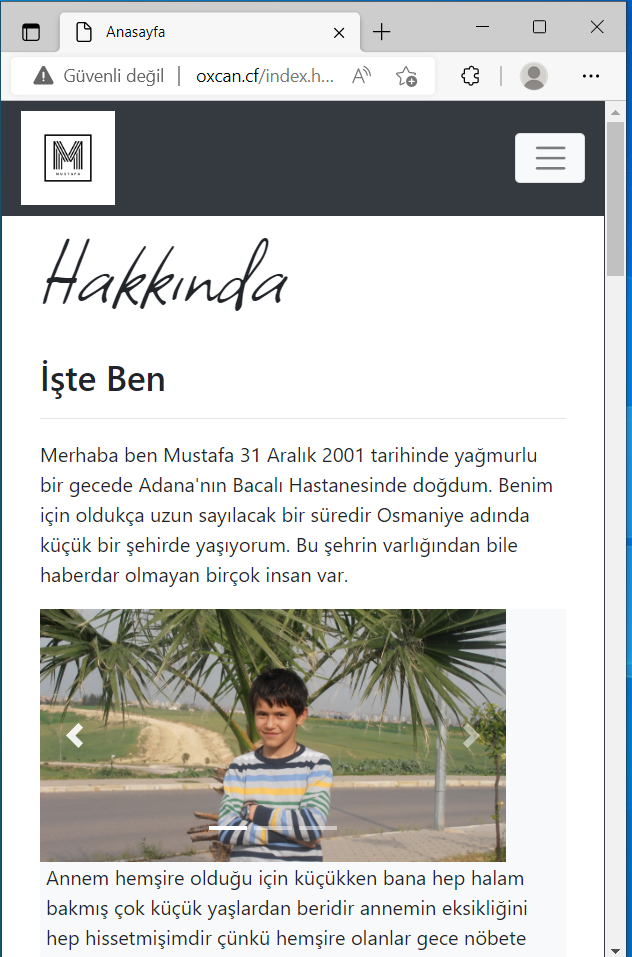 Anasayfa
Güvenli değil
oxcan.cf/index.h...
M
MUSTAFA
Hakkında
İşte Ben
Merhaba ben Mustafa 31 Aralık 2001 tarihinde yağmurlu
bir gecede Adana'nın Bacalı Hastanesinde doğdum. Benim
için oldukça uzun sayılacak bir süredir Osmaniye adında
küçük bir şehirde yaşıyorum. Bu şehrin varlığından bile
haberdar olmayan birçok insan var.
Annem hemşire olduğu için küçükken bana hep halam
bakmış çok küçük yaşlardan beridir annemin eksikliğini
hep hissetmişimdir çünkü hemşire olanlar gece nöbete